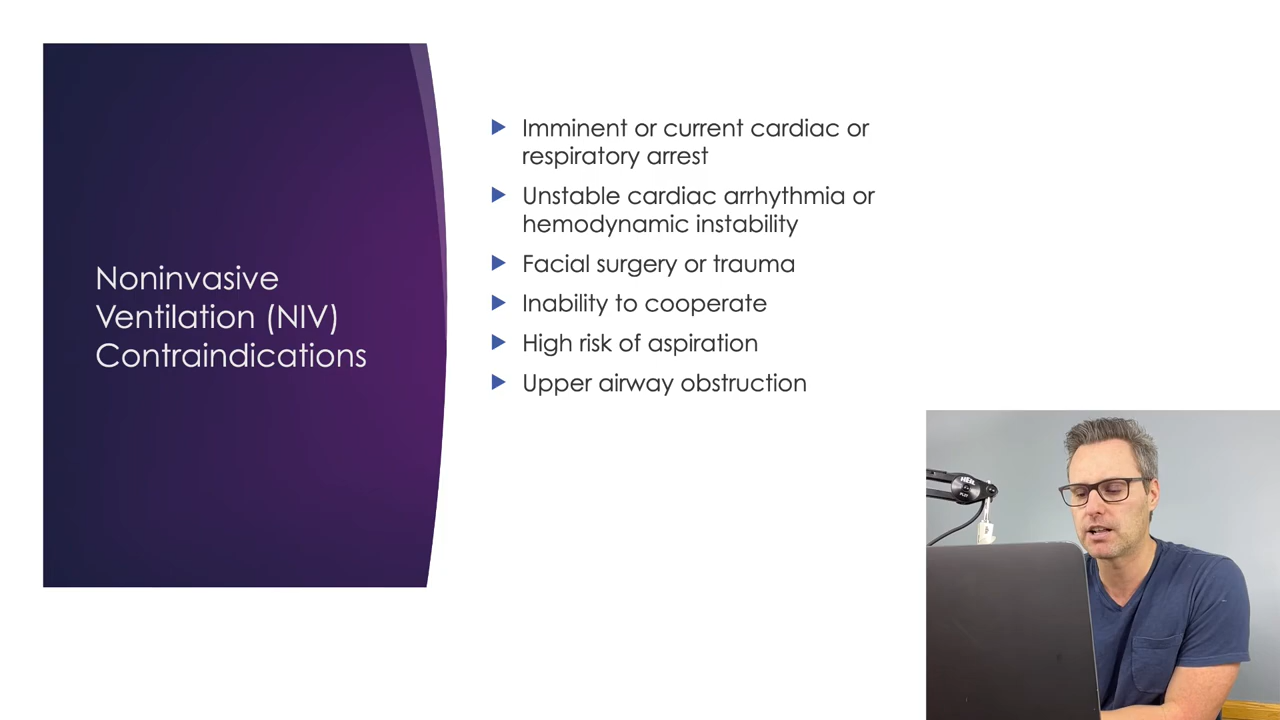 Noninvasive
Ventilation (NIV)
Contraindications
Imminent or current cardiac or
respiratory arrest
Unstable cardiac arrhythmia or
hemodynamic instability
Facial surgery or trauma
Inability to cooperate
High risk of aspiration
Upper airway obstruction
HEiL